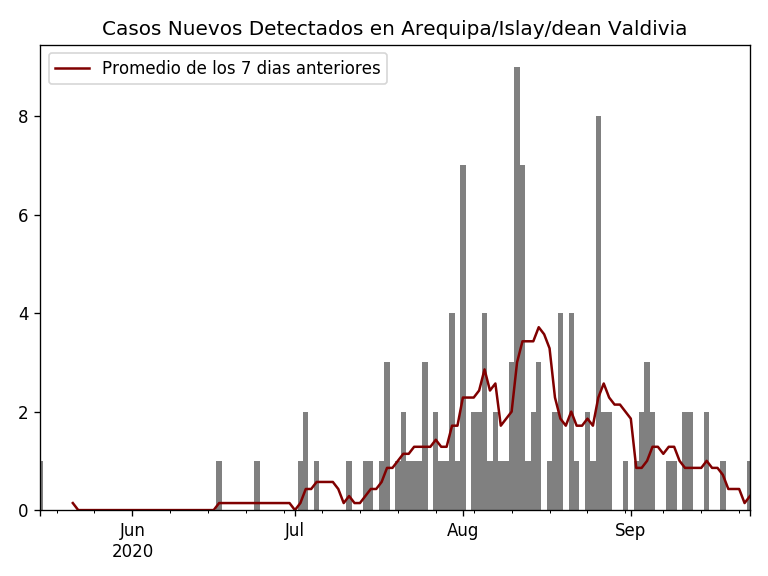 Casos Nuevos Detectados en Arequipa/Islay/dean Valdivia
Promedio de los 7 dias anteriores
8
6
4
2
0
Jun Jul Aug Sep
2020